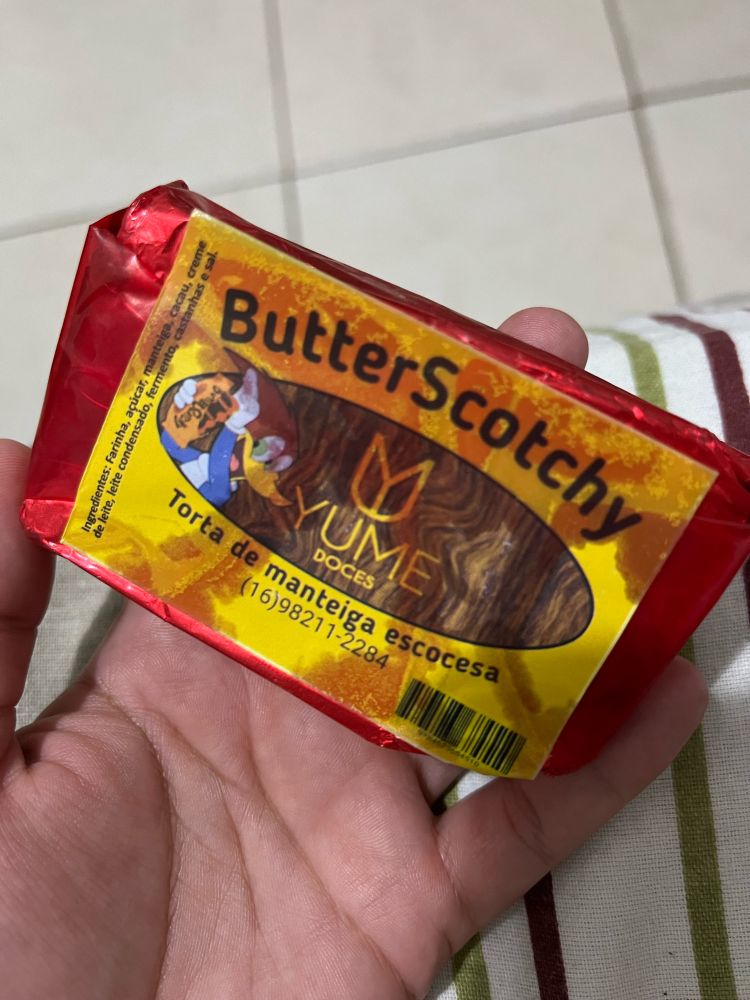 ButterScotchy
YUME
DOCES
Torta de manteiga escocesa
(16)98211-2284
Ingredientes: Farinha, açúcar, manteiga, cacau, creme
de leite, leite condensado, fermento, castanhas e sal.